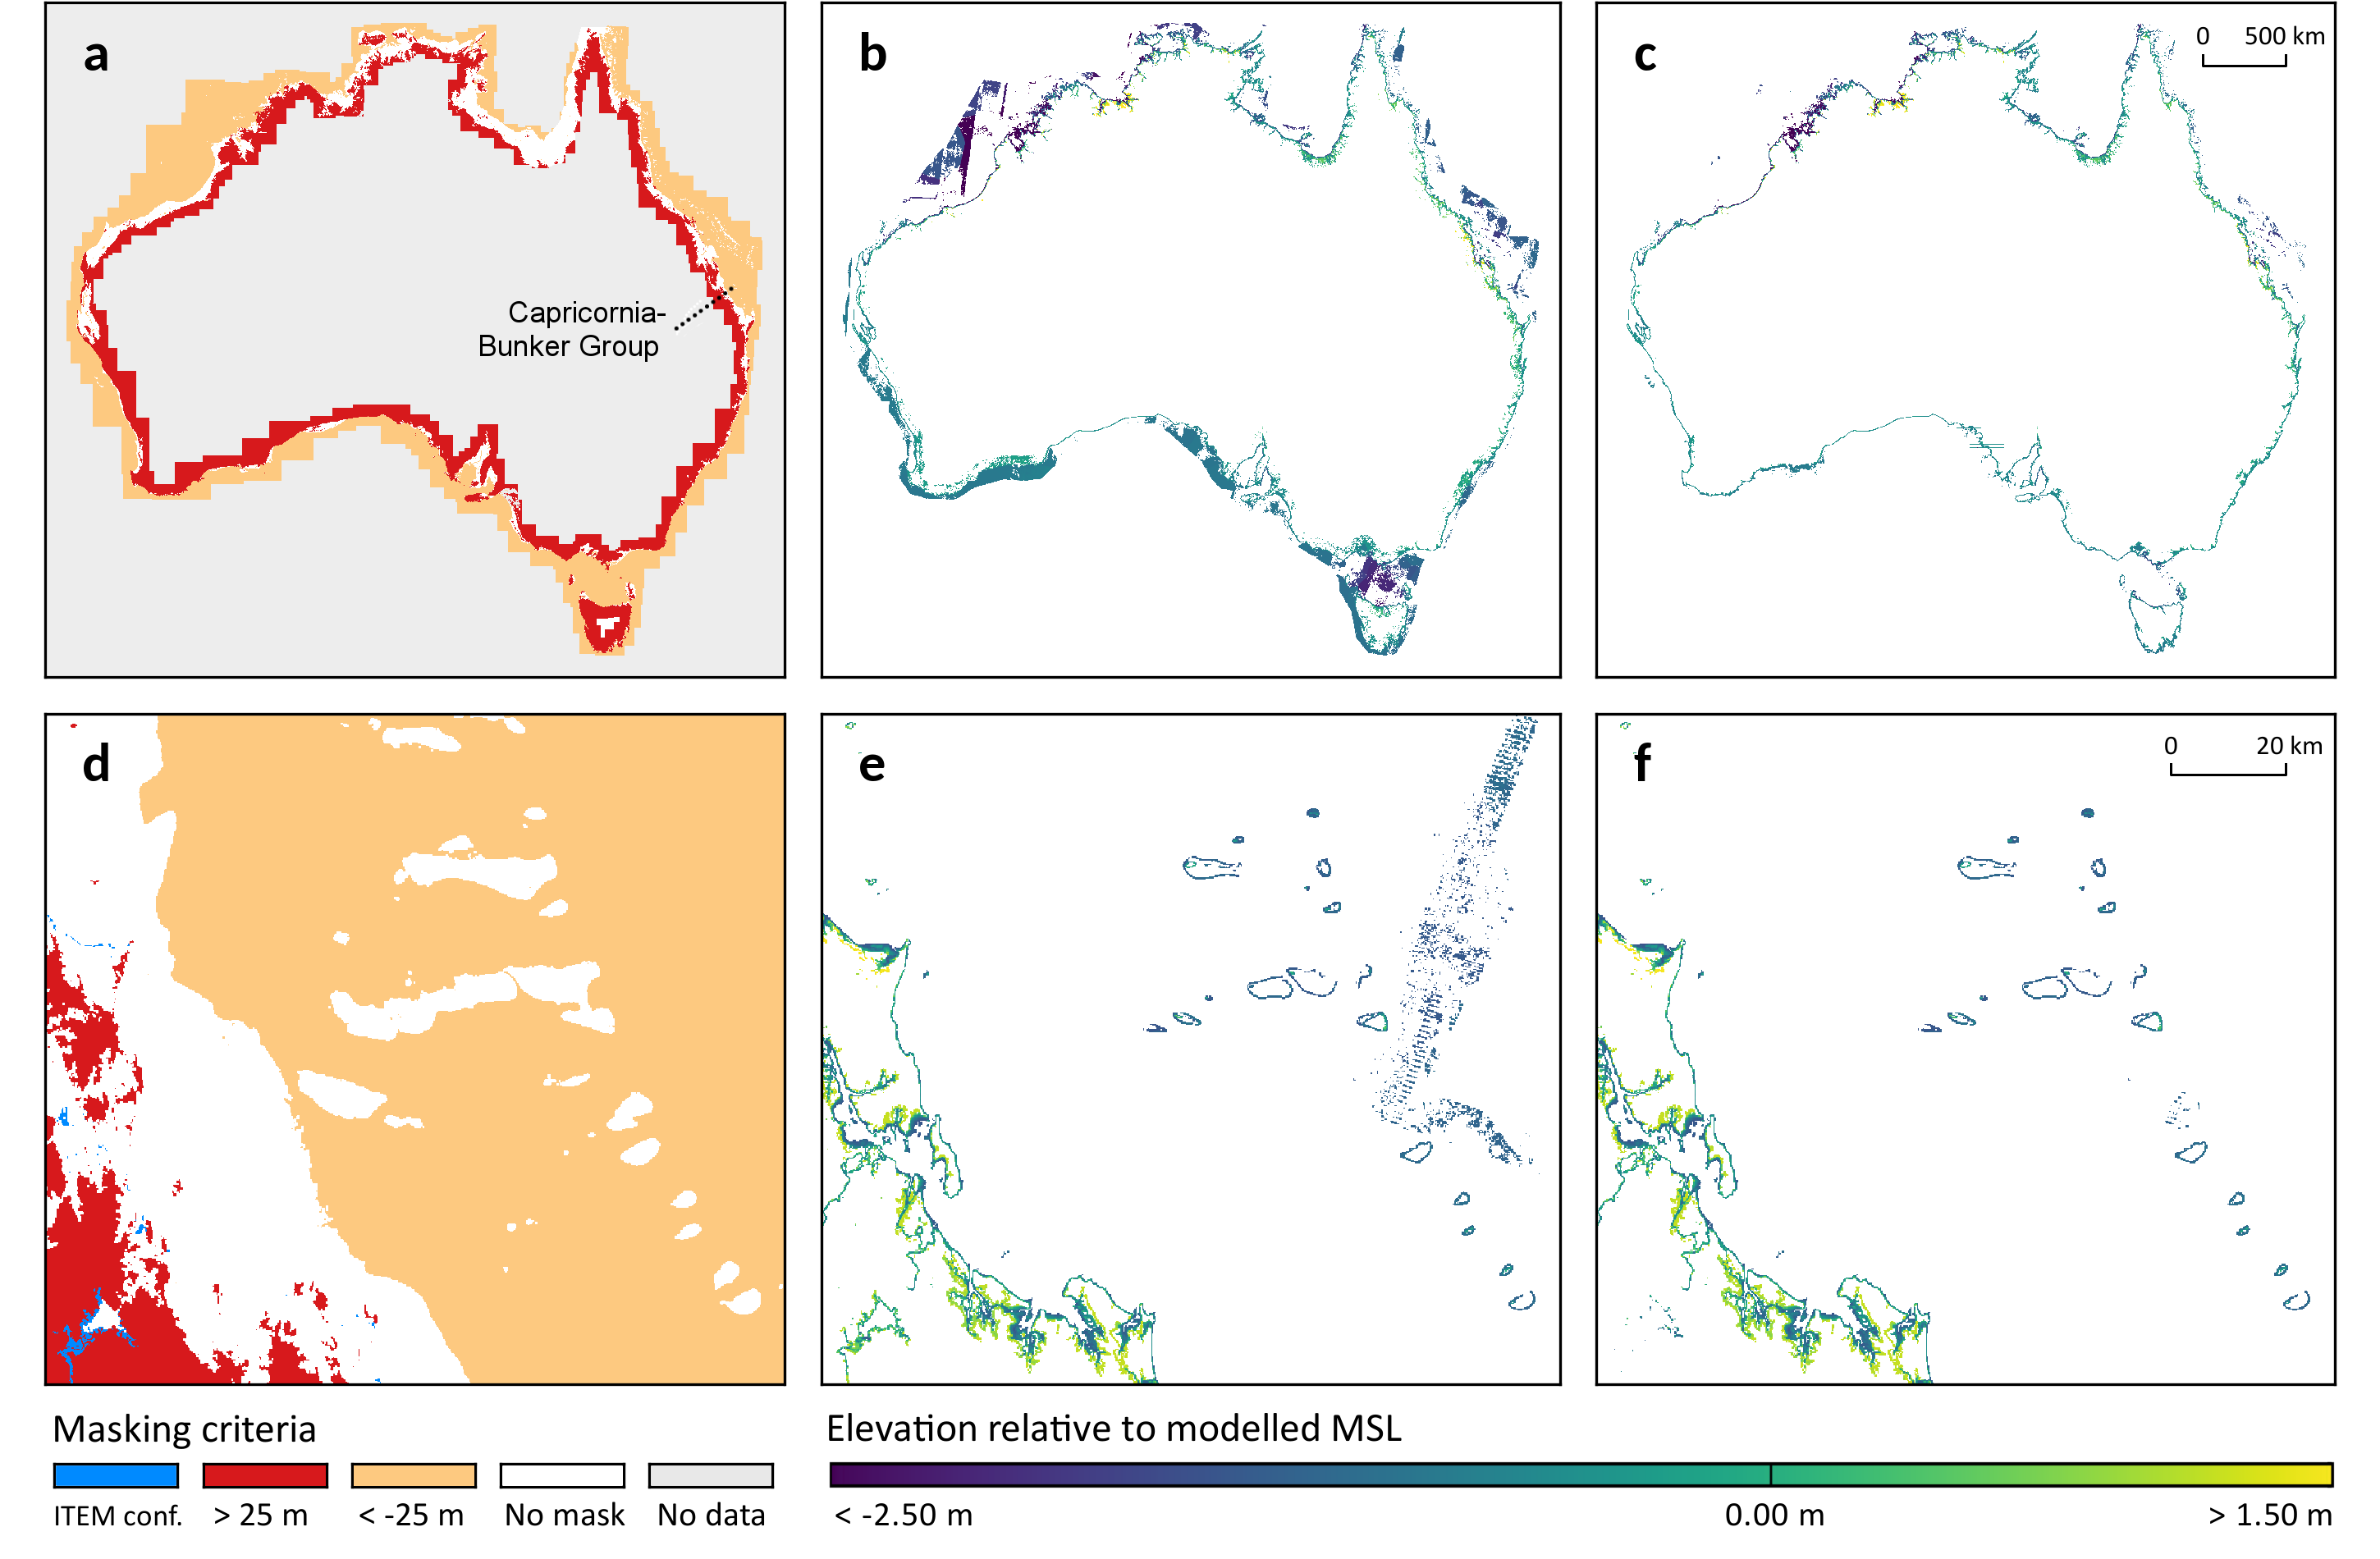 a
b
c
0 500 km
Capricornia-
Bunker Group
d
e
f
0 20 km
Masking criteria
ITEM conf.
> 25 m
< -25 m
No mask
No data
Elevation relative to modelled MSL
< -2.50 m
0.00 m
> 1.50 m